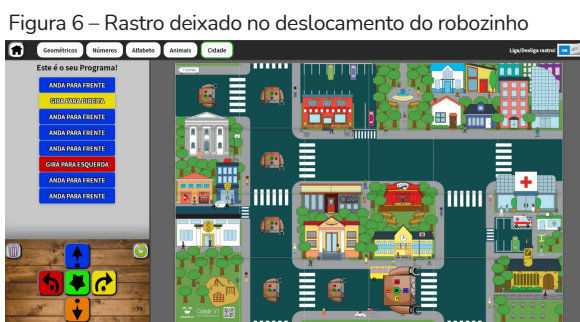 Figura 6 – Rastro deixado no deslocamento do robozinho
Geométricos
Números
Alfabeto
Animais
Cidade
Liga/Desliga rastro!
Este é o seu Programa!
ANDA PARA FRENTE
GIRA PARA DIREITA
ANDA PARA FRENTE
ANDA PARA FRENTE
ANDA PARA FRENTE
GIRA PARA ESQUERDA
ANDA PARA FRENTE
ANDA PARA FRENTE
Cidade V1